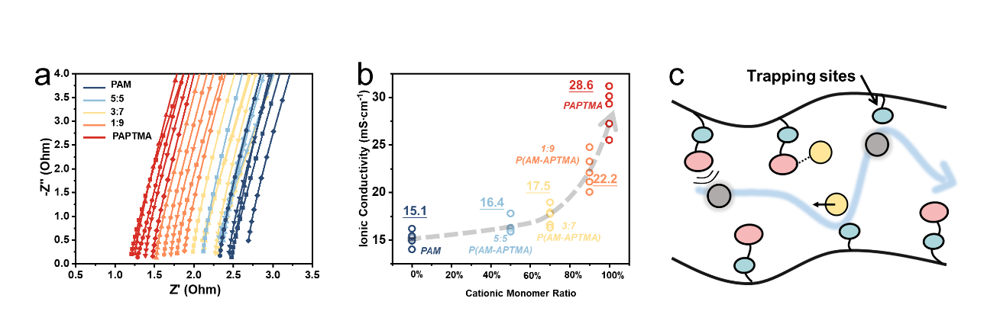 a
4.0
3.5
3.0
2.5
2.0
1.5
1.0
0.5
0.0
-Z'' (Ohm)
PAM
5:5
3:7
1:9
PAPTMA
0.5 1.0 1.5 2.0 2.5 3.0 3.5
Z' (Ohm)
b
30
25
20
15
Ionic Conductivity (mS·cm⁻¹)
28.6
PAPTMA
1:9
P(AM-APTMA)
22.2
17.5
16.4
15.1
3:7
P(AM-APTMA)
5:5
P(AM-APTMA)
PAM
0% 20% 40% 60% 80% 100%
Cationic Monomer Ratio
c
Trapping sites